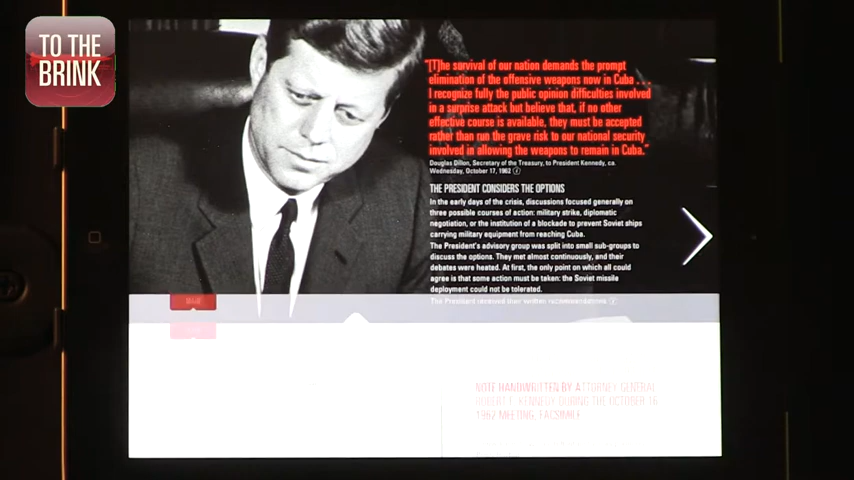 TO THE
BRINK
"[T]he survival of our nation demands the prompt
elimination of the offensive weapons now in Cuba . . .
I recognize fully the public opinion difficulties involved
in a surprise attack but believe that, if no other
effective course is available, they must be accepted
rather than run the grave risk to our national security
involved in allowing the weapons to remain in Cuba."
Douglas Dillon, Secretary of the Treasury, to President Kennedy, ca.
Wednesday, October 17, 1962
THE PRESIDENT CONSIDERS THE OPTIONS
In the early days of the crisis, discussions focused generally on
three possible courses of action: military strike, diplomatic
negotiation, or the institution of a blockade to prevent Soviet ships
carrying military equipment from reaching Cuba.
The President's advisory group was split into small sub-groups to
discuss the options. They met almost continuously, and their
debates were heated. At first, the only point on which all could
agree is that some action must be taken: the Soviet missile
deployment could not be tolerated.
The President received their written recommendations
NOTE HANDWRITTEN BY ATTORNEY GENERAL
ROBERT F. KENNEDY DURING THE OCTOBER 16,
1962 MEETING, FACSIMILE